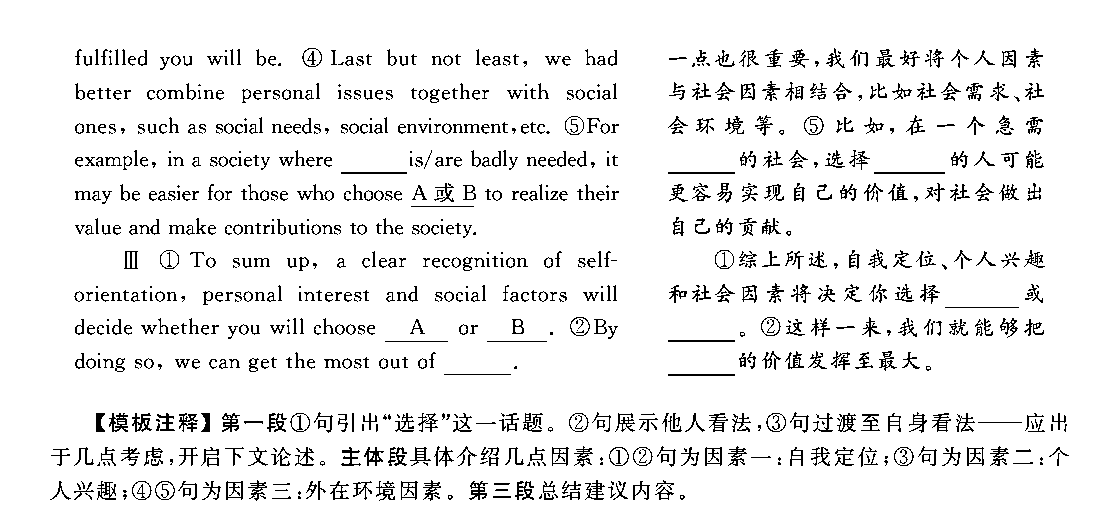 fulfilled you will be. ④ Last but not least, we had
better combine personal issues together with social
ones, such as social needs, social environment, etc. ⑤For
example, in a society where ______ is/are badly needed, it
may be easier for those who choose A 或 B to realize their
value and make contributions to the society.
Ⅲ ① To sum up, a clear recognition of self-
orientation, personal interest and social factors will
decide whether you will choose A or B . ②By
doing so, we can get the most out of ______.
一点也很重要,我们最好将个人因素
与社会因素相结合,比如社会需求、社
会环境等。⑤比如,在一个急需
______的社会,选择______的人可能
更容易实现自己的价值,对社会做出
自己的贡献。
①综上所述,自我定位、个人兴趣
和社会因素将决定你选择______或
______。②这样一来,我们就能够把
______的价值发挥至最大。
【模板注释】第一段①句引出“选择”这一话题。②句展示他人看法,③句过渡至自身看法——应出
于几点考虑,开启下文论述。主体段具体介绍几点因素:①②句为因素一:自我定位;③句为因素二:个
人兴趣;④⑤句为因素三:外在环境因素。第三段总结建议内容。